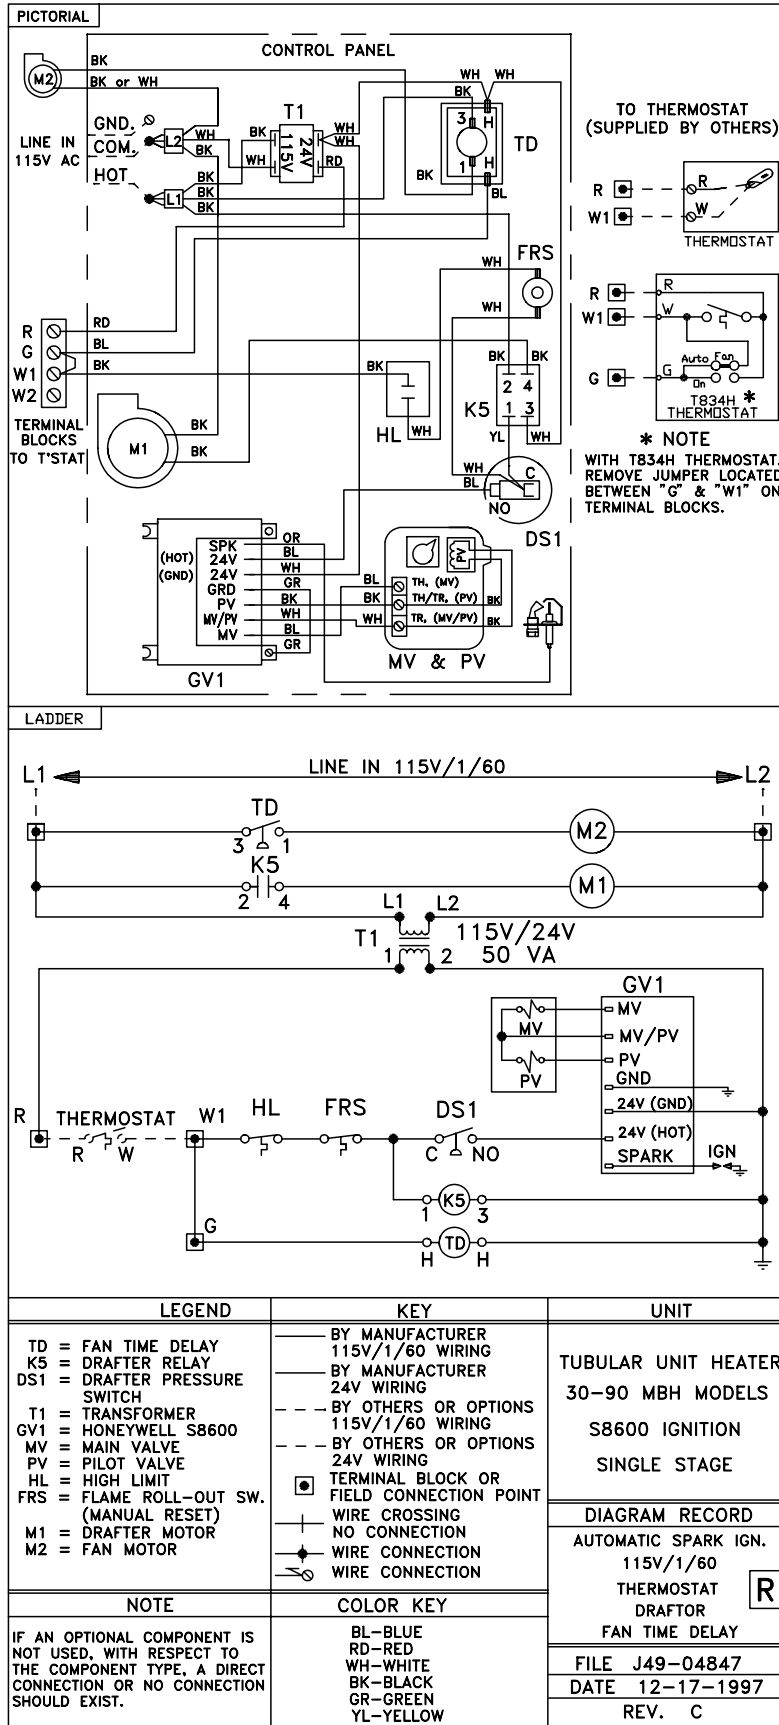 PICTORIAL
CONTROL PANEL
M2
BK
BK or WH
GND.
COM.
HOT
LINE IN
115V AC
L2
WH
BK
L1
BK
BK
BK
T1
BK
WH
115V
24V
WH
WH
RD
WH
WH
BK
3
H
1
H
TD
BK
BL
TO THERMOSTAT
(SUPPLIED BY OTHERS)
R
R
W1
W
THERMOSTAT
R
R
W1
W
G
G
Auto
Fan
On
T834H *
THERMOSTAT
* NOTE
WITH T834H THERMOSTAT.
REMOVE JUMPER LOCATED
BETWEEN "G" & "W1" ON
TERMINAL BLOCKS.
FRS
WH
WH
R
G
W1
W2
RD
BL
BK
TERMINAL
BLOCKS
TO T'STAT
M1
BK
BK
BK
HL
WH
BK
BK
2
4
K5
1
3
YL
WH
WH
BL
C
NO
DS1
(HOT)
(GND)
SPK
24V
24V
GRD
PV
MV/PV
MV
OR
BL
WH
GR
BK
WH
BL
GR
GV1
BL
BK
WH
TH. (MV)
TH/TR. (PV)
TR. (MV/PV)
PV
BK
BK
MV & PV
LADDER
L1
LINE IN 115V/1/60
L2
TD
3
1
M2
K5
2
4
M1
L1
L2
T1
1
2
115V/24V
50 VA
GV1
MV
MV
MV/PV
PV
PV
GND
24V (GND)
24V (HOT)
SPARK
IGN
R
THERMOSTAT
R
W
W1
HL
FRS
DS1
C
NO
1
K5
3
G
H
TD
H
LEGEND
TD = FAN TIME DELAY
K5 = DRAFTER RELAY
DS1 = DRAFTER PRESSURE
SWITCH
T1 = TRANSFORMER
GV1 = HONEYWELL S8600
MV = MAIN VALVE
PV = PILOT VALVE
HL = HIGH LIMIT
FRS = FLAME ROLL-OUT SW.
(MANUAL RESET)
M1 = DRAFTER MOTOR
M2 = FAN MOTOR
KEY
BY MANUFACTURER
115V/1/60 WIRING
BY MANUFACTURER
24V WIRING
BY OTHERS OR OPTIONS
115V/1/60 WIRING
BY OTHERS OR OPTIONS
24V WIRING
TERMINAL BLOCK OR
FIELD CONNECTION POINT
WIRE CROSSING
NO CONNECTION
WIRE CONNECTION
WIRE CONNECTION
UNIT
TUBULAR UNIT HEATER
30-90 MBH MODELS
S8600 IGNITION
SINGLE STAGE
DIAGRAM RECORD
AUTOMATIC SPARK IGN.
115V/1/60
THERMOSTAT
DRAFTOR
FAN TIME DELAY
R
NOTE
IF AN OPTIONAL COMPONENT IS
NOT USED, WITH RESPECT TO
THE COMPONENT TYPE, A DIRECT
CONNECTION OR NO CONNECTION
SHOULD EXIST.
COLOR KEY
BL-BLUE
RD-RED
WH-WHITE
BK-BLACK
GR-GREEN
YL-YELLOW
FILE J49-04847
DATE 12-17-1997
REV. C